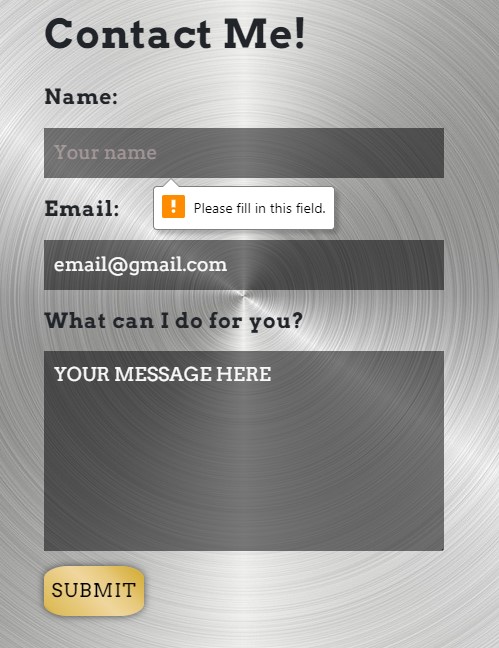 Contact Me!
Name:
Your name
Please fill in this field.
Email:
email@gmail.com
What can I do for you?
YOUR MESSAGE HERE
SUBMIT